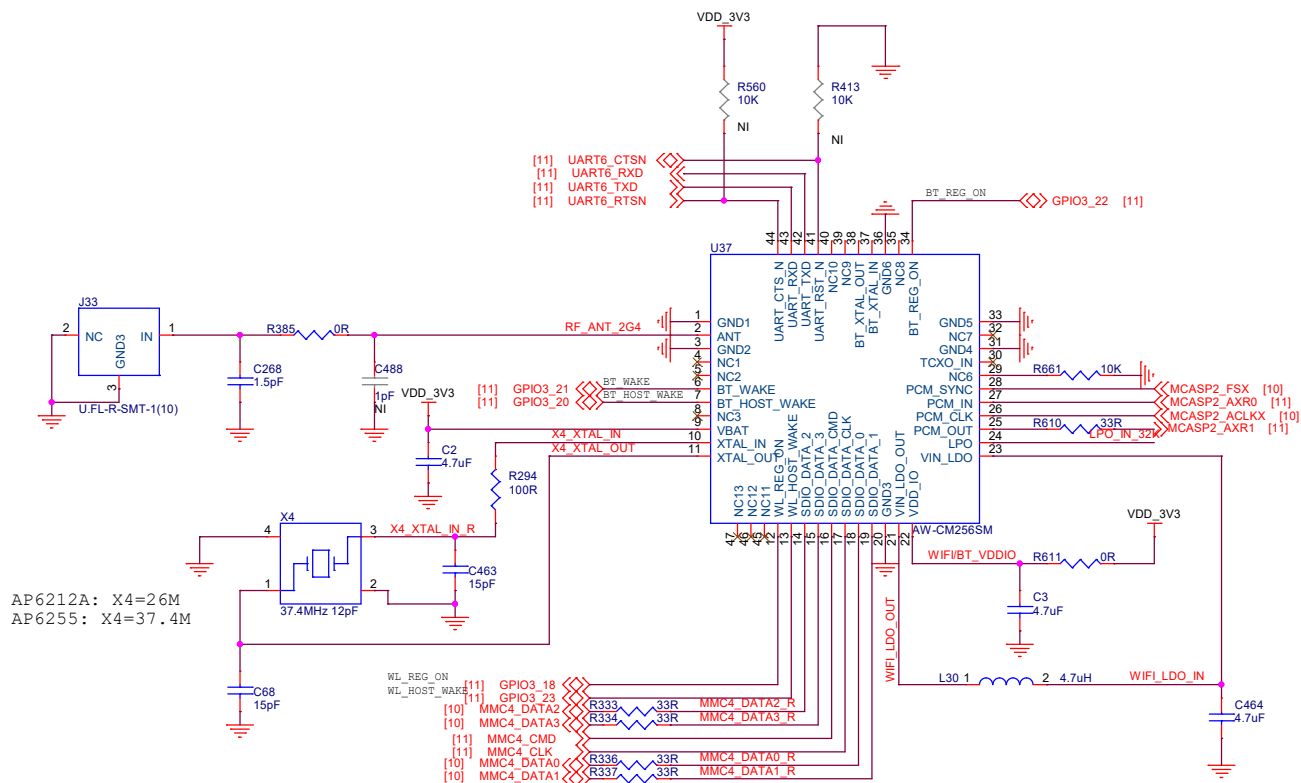 VDD_3V3
R560
10K
NI
R413
10K
NI
[11] UART6_CTSN
[11] UART6_RXD
[11] UART6_TXD
[11] UART6_RTSN
BT_REG_ON
GPIO3_22 [11]
44
43
42
41
40
39
38
37
36
35
34
U37
UART_CTS_N
UART_RXD
UART_TXD
UART_RST_N
NC10
NC9
BT_XTAL_OUT
BT_XTAL_IN
GND6
NC8
BT_REG_ON
J33
2
NC
GND3
IN
1
3
U.FL-R-SMT-1(10)
R385
0R
RF_ANT_2G4
C268
1.5pF
C488
1pF
NI
VDD_3V3
[11] GPIO3_21
BT_WAKE
[11] GPIO3_20
BT_HOST_WAKE
1 GND1
2 ANT
3 GND2
4 NC1
5 NC2
6 BT_WAKE
7 BT_HOST_WAKE
8 NC3
9 VBAT
10 XTAL_IN
11 XTAL_OUT
GND5 33
NC7 32
GND4 31
TCXO_IN 30
NC6 29
PCM_SYNC 28
PCM_IN 27
PCM_CLK 26
PCM_OUT 25
LPO 24
VIN_LDO 23
R661
10K
MCASP2_FSX [10]
MCASP2_AXR0 [11]
MCASP2_ACLKX [10]
R610
33R
MCASP2_AXR1 [11]
LPO_IN_32K
X4_XTAL_IN
X4_XTAL_OUT
C2
4.7uF
R294
100R
NC13
NC12
NC11
WL_REG_ON
WL_HOST_WAKE
SDIO_DATA_2
SDIO_DATA_3
SDIO_DATA_CMD
SDIO_DATA_CLK
SDIO_DATA_0
SDIO_DATA_1
GND3
VIN_LDO_OUT
VDD_IO
AW-CM256SM
47
46
45
12
13
14
15
16
17
18
19
20
21
22
X4
4
3
X4_XTAL_IN_R
1
2
37.4MHz 12pF
C463
15pF
AP6212A: X4=26M
AP6255: X4=37.4M
C68
15pF
VDD_3V3
WIFI/BT_VDDIO
R611
0R
C3
4.7uF
WIFI_LDO_OUT
L30 1
2 4.7uH
WIFI_LDO_IN
C464
4.7uF
WL_REG_ON
WL_HOST_WAKE
[11] GPIO3_18
[11] GPIO3_23
[10] MMC4_DATA2
R333 33R
MMC4_DATA2_R
[10] MMC4_DATA3
R334 33R
MMC4_DATA3_R
[11] MMC4_CMD
[11] MMC4_CLK
[10] MMC4_DATA0
R336 33R
MMC4_DATA0_R
[10] MMC4_DATA1
R337 33R
MMC4_DATA1_R